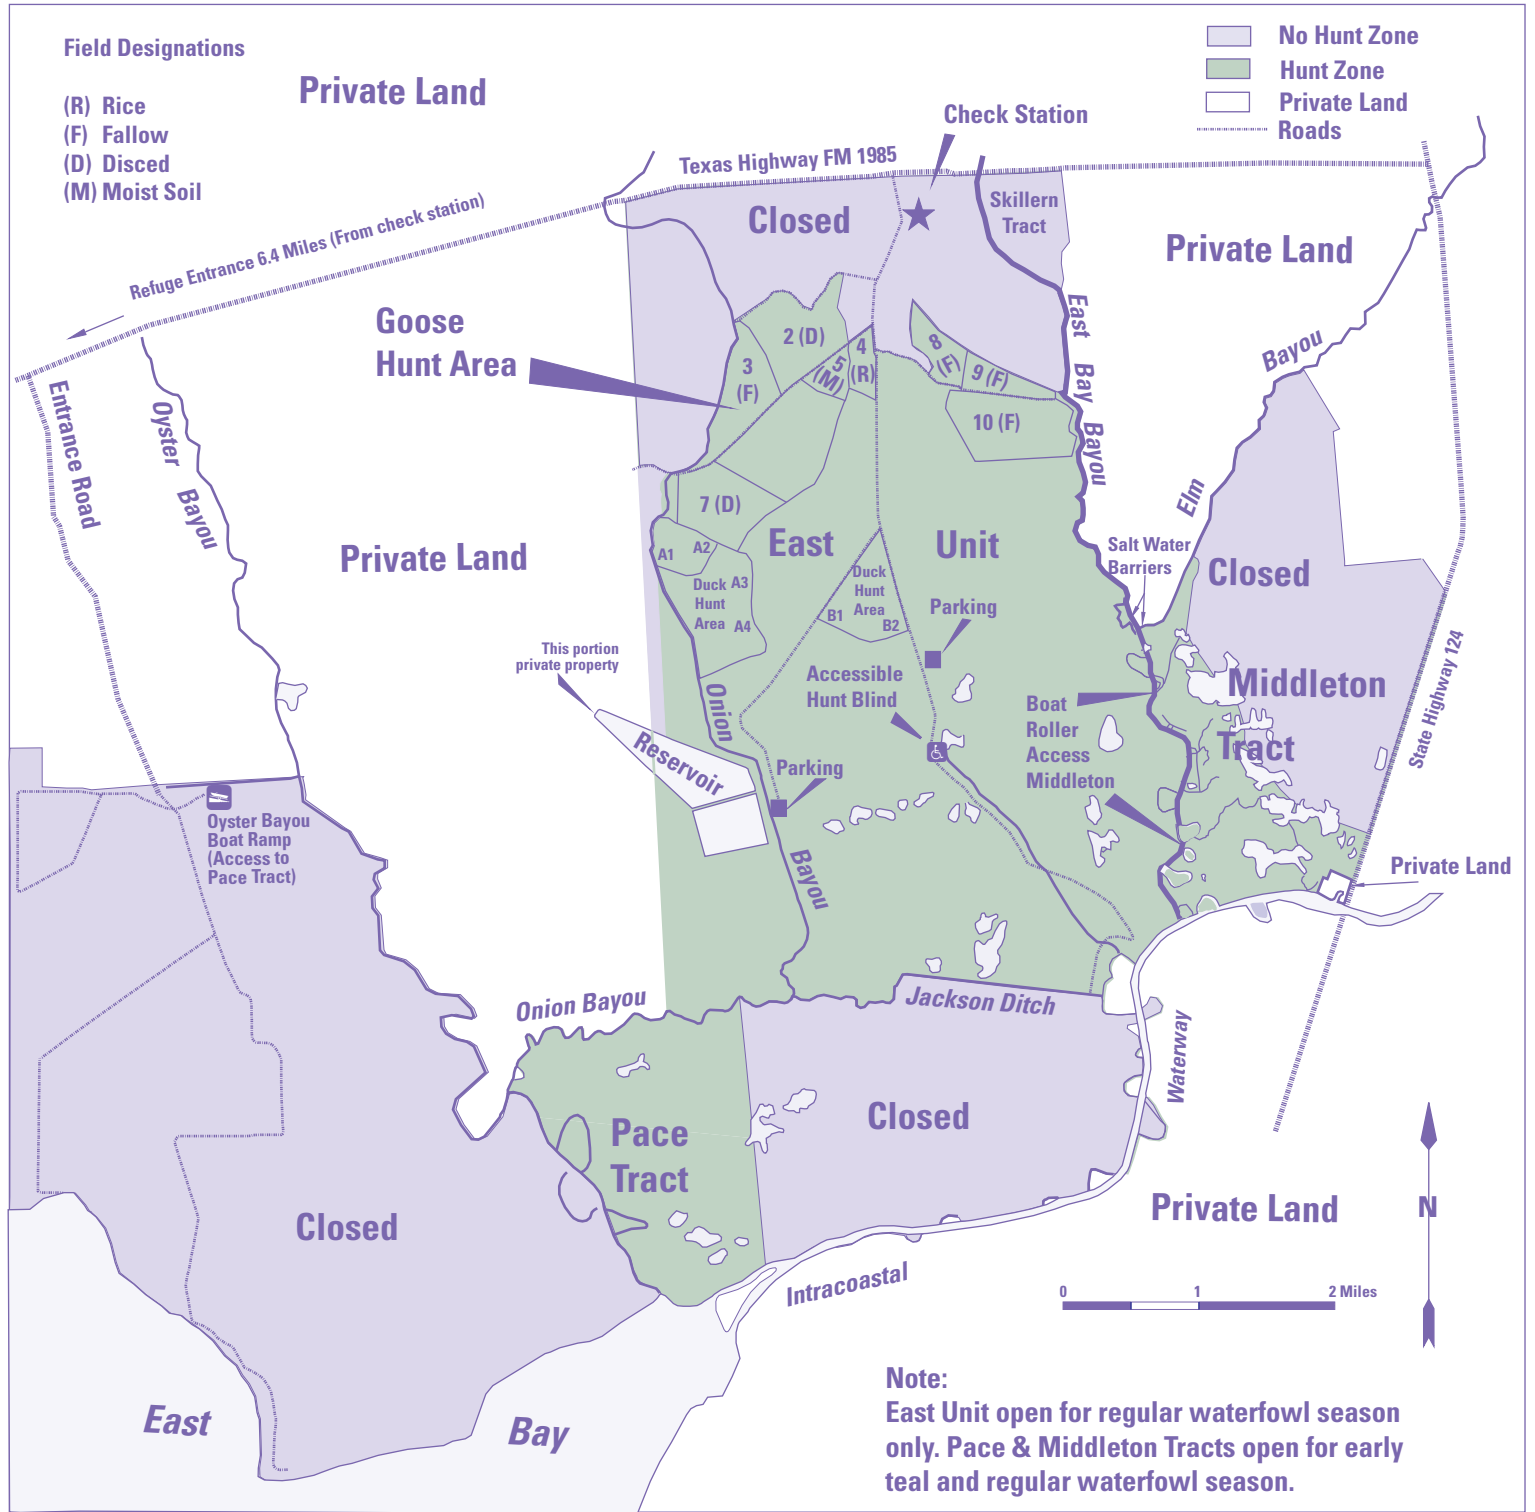 Field Designations
(R) Rice
(F) Fallow
(D) Disced
(M) Moist Soil
Private Land
No Hunt Zone
Hunt Zone
Private Land
Roads
Check Station
Texas Highway FM 1985
Refuge Entrance 6.4 Miles (From check station)
Closed
Skillern
Tract
Private Land
Goose
Hunt Area
2 (D)
3
(F)
4
(R)
5
(M)
8
(F)
9 (F)
10 (F)
East Bay Bayou
Elm Bayou
Entrance Road
Oyster Bayou
Private Land
7 (D)
A1
A2
Duck
Hunt
Area
A3
A4
East Unit
Duck
Hunt
Area
B1
B2
Parking
Salt Water
Barriers
Closed
This portion
private property
Accessible
Hunt Blind
Boat
Roller
Access
Middleton
Middleton
Tract
State Highway 124
Reservoir
Onion Bayou
Parking
Oyster Bayou
Boat Ramp
(Access to
Pace Tract)
Private Land
Onion Bayou
Jackson Ditch
Waterway
Pace
Tract
Closed
Closed
Private Land
N
Intracoastal
0 1 2 Miles
East Bay
Note:
East Unit open for regular waterfowl season
only. Pace & Middleton Tracts open for early
teal and regular waterfowl season.